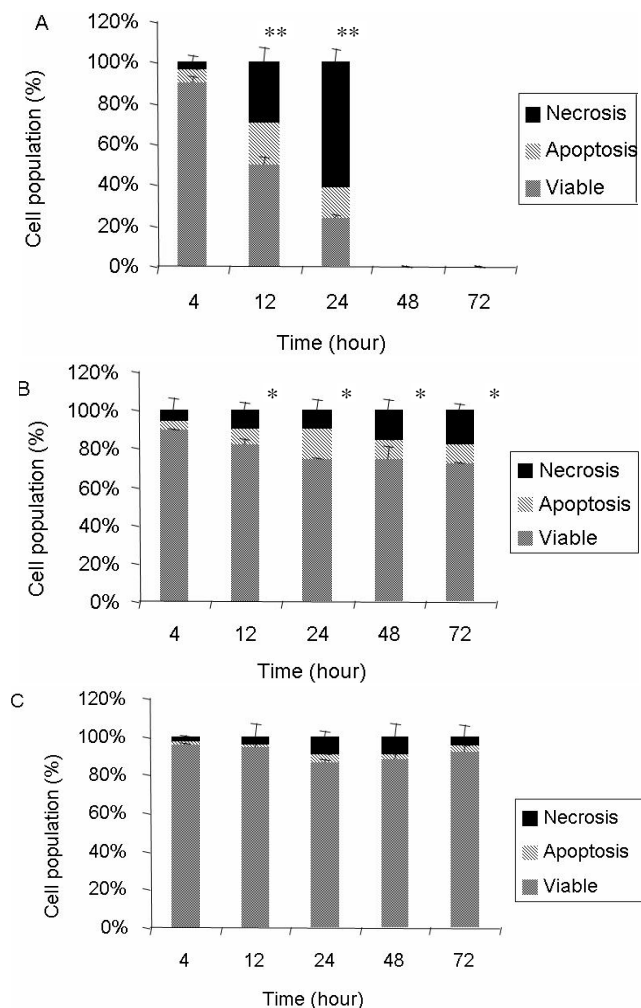 A
120%
100%
80%
60%
40%
20%
0%
Cell population (%)
** **
4 12 24 48 72
Time (hour)
Necrosis
Apoptosis
Viable
B
120%
100%
80%
60%
40%
20%
0%
Cell population (%)
* * * *
4 12 24 48 72
Time (hour)
Necrosis
Apoptosis
Viable
C
120%
100%
80%
60%
40%
20%
0%
Cell population (%)
4 12 24 48 72
Time (hour)
Necrosis
Apoptosis
Viable